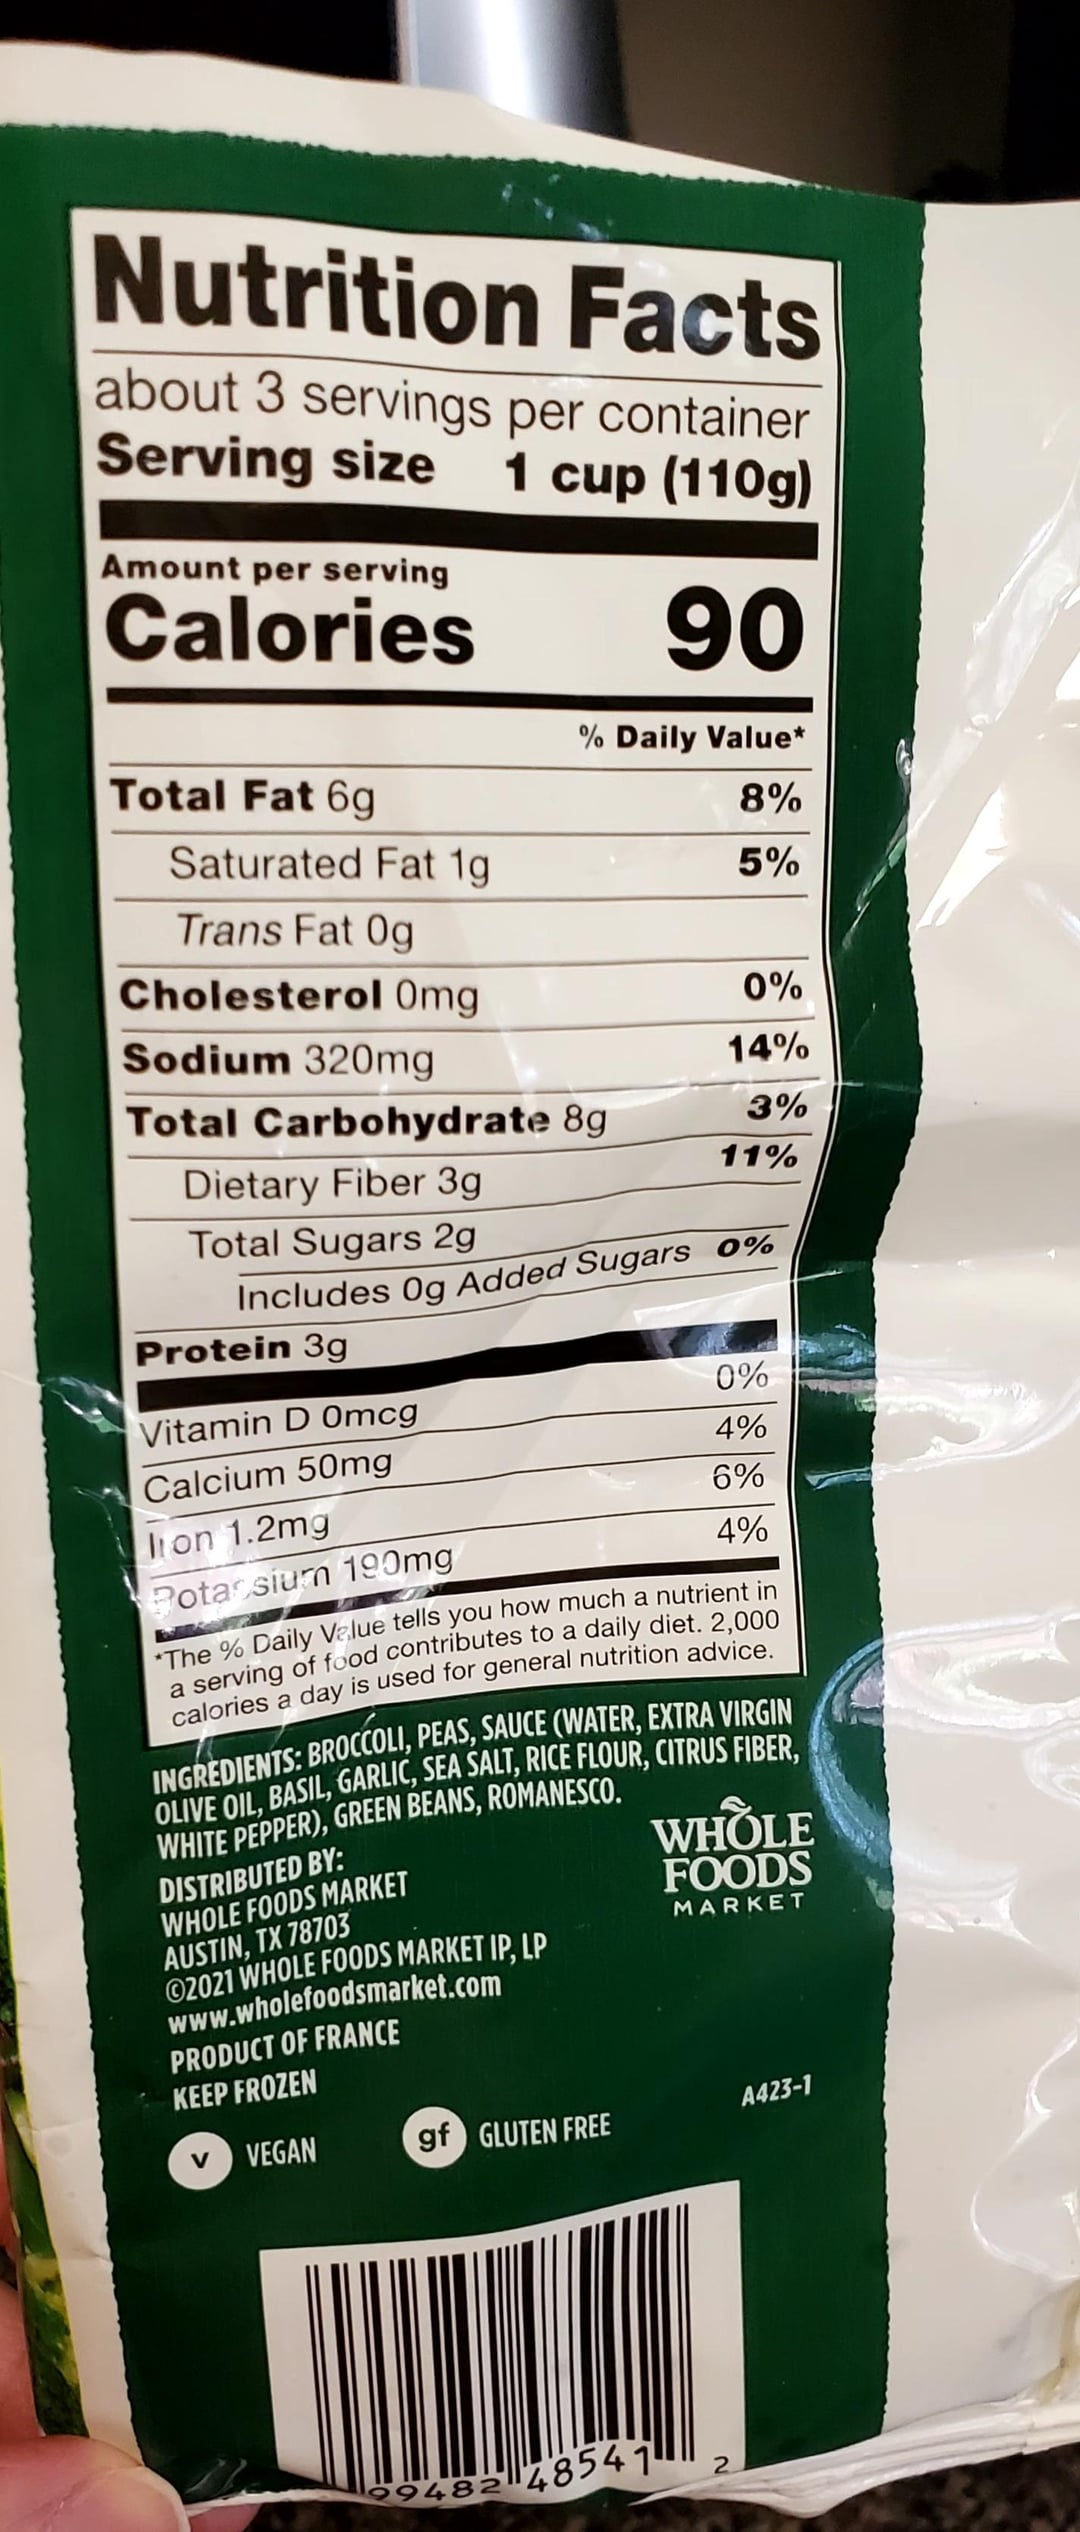 Nutrition Facts
about 3 servings per container
Serving size 1 cup (110g)
Amount per serving
Calories 90
% Daily Value*
Total Fat 6g 8%
Saturated Fat 1g 5%
Trans Fat 0g
Cholesterol 0mg 0%
Sodium 320mg 14%
Total Carbohydrate 8g 3%
Dietary Fiber 3g 11%
Total Sugars 2g
Includes 0g Added Sugars 0%
Protein 3g
Vitamin D 0mcg 0%
Calcium 50mg 4%
Iron 1.2mg 6%
Potassium 190mg 4%
*The % Daily Value tells you how much a nutrient in
a serving of food contributes to a daily diet. 2,000
calories a day is used for general nutrition advice.
INGREDIENTS: BROCCOLI, PEAS, SAUCE (WATER, EXTRA VIRGIN
OLIVE OIL, BASIL, GARLIC, SEA SALT, RICE FLOUR, CITRUS FIBER,
WHITE PEPPER), GREEN BEANS, ROMANESCO.
DISTRIBUTED BY:
WHOLE FOODS MARKET
AUSTIN, TX 78703
©2021 WHOLE FOODS MARKET IP, LP
www.wholefoodsmarket.com
PRODUCT OF FRANCE
KEEP FROZEN
WHOLE
FOODS
MARKET
A423-1
v VEGAN
gf GLUTEN FREE
99482 48541 2